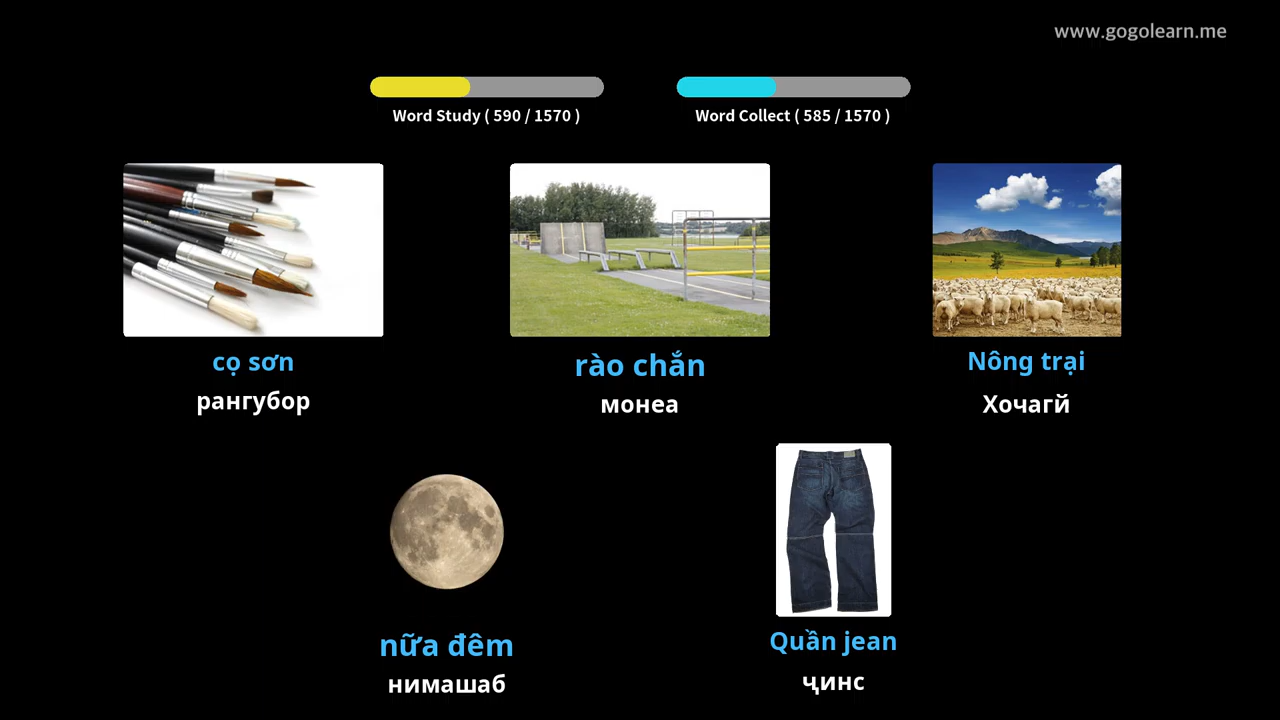 www.gogolearn.me
Word Study ( 590 / 1570 )
Word Collect ( 585 / 1570 )
cọ sơn
рангубор
rào chắn
монеа
Nông trại
Хочагӣ
nữa đêm
нимашаб
Quần jean
ҷинс